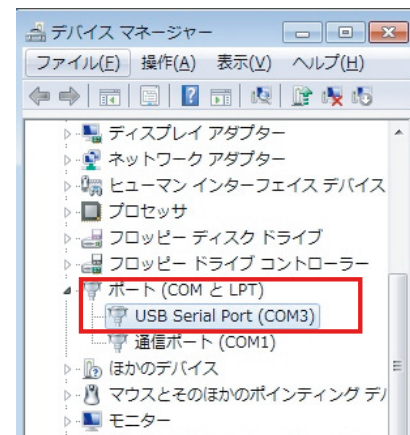 デバイス マネージャー
ファイル(F) 操作(A) 表示(V) ヘルプ(H)
ディスプレイ アダプター
ネットワーク アダプター
ヒューマン インターフェイス デバイス
プロセッサ
フロッピー ディスク ドライブ
フロッピー ドライブ コントローラー
ポート (COM と LPT)
USB Serial Port (COM3)
通信ポート (COM1)
ほかのデバイス
マウスとそのほかのポインティング デ
モニター